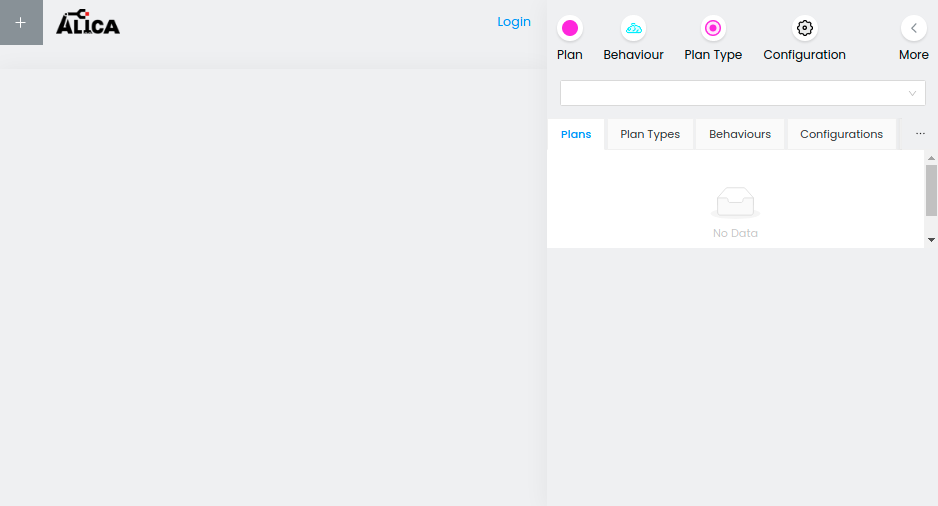 +
ALICA
Login
Plan
Behaviour
Plan Type
Configuration
More
Plans
Plan Types
Behaviours
Configurations
...
No Data